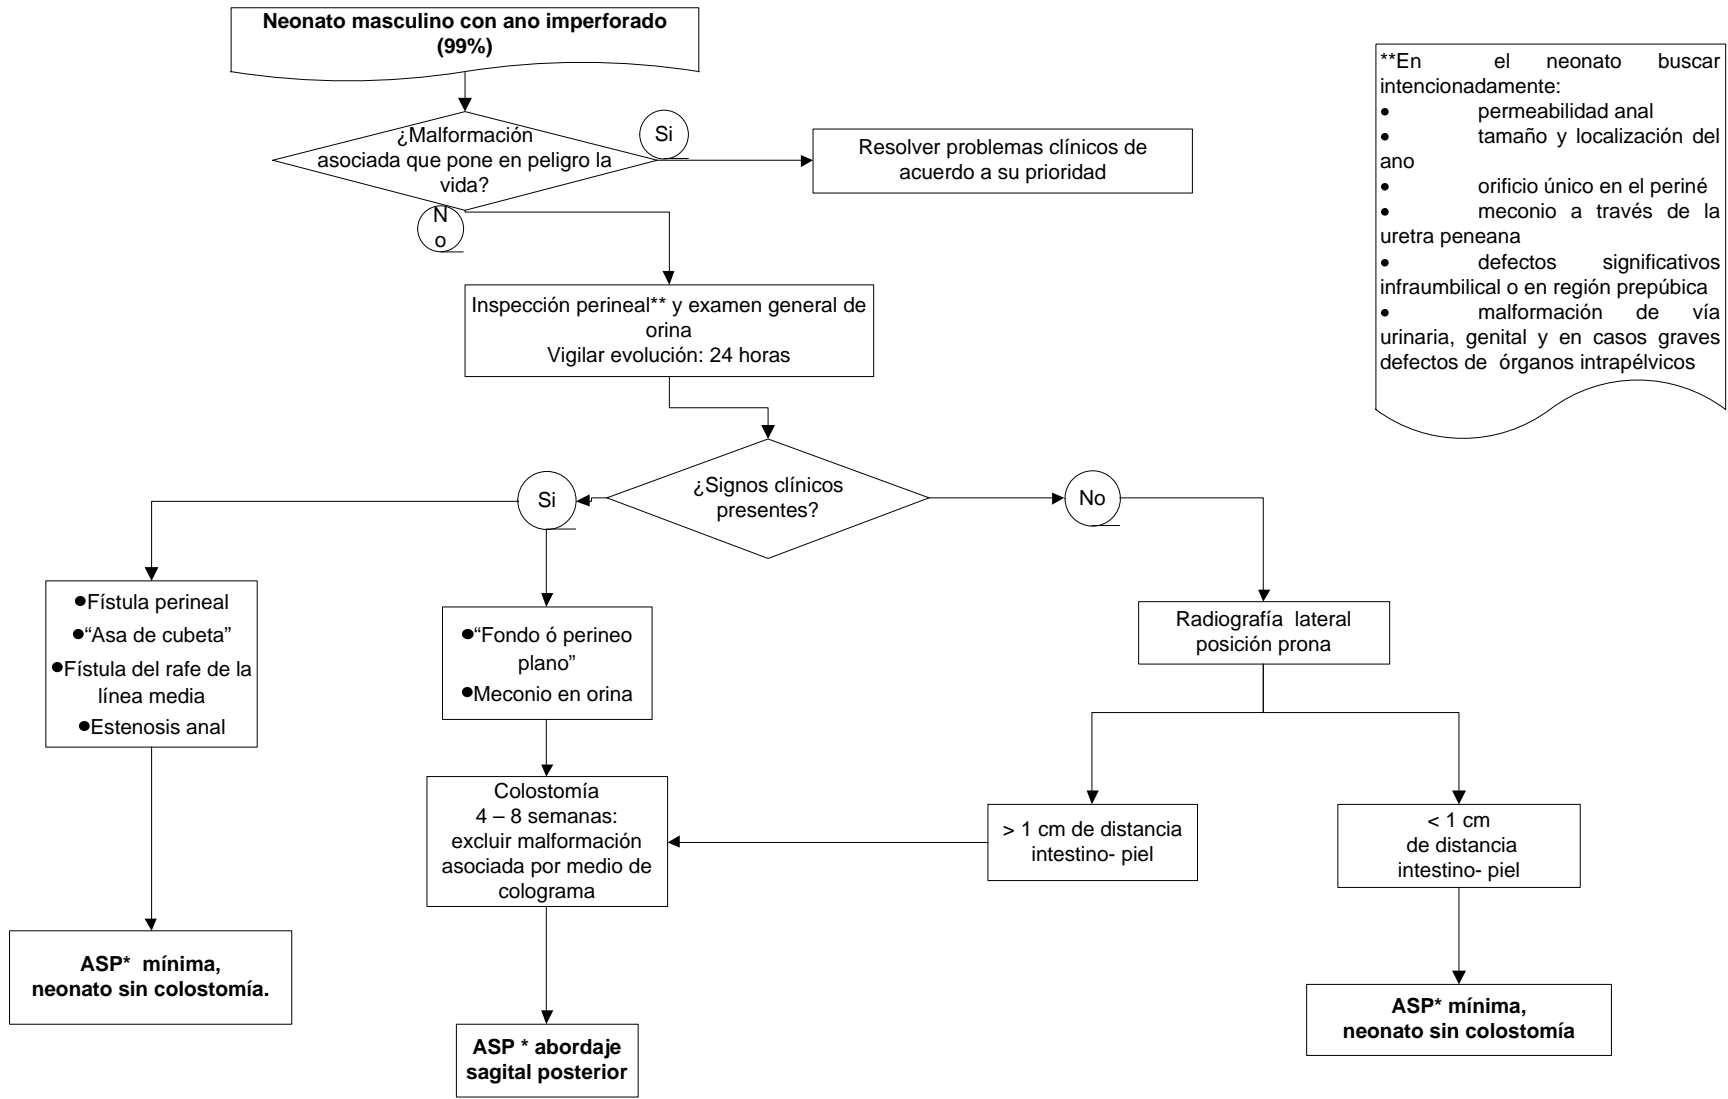 Neonato masculino con ano imperforado
(99%)
¿Malformación
asociada que pone en peligro la
vida?
Si
Resolver problemas clínicos de
acuerdo a su prioridad
N
o
Inspección perineal** y examen general de
orina
Vigilar evolución: 24 horas
**En el neonato buscar
intencionadamente:
• permeabilidad anal
• tamaño y localización del
ano
• orificio único en el periné
• meconio a través de la
uretra peneana
• defectos significativos
infraumbilical o en región prepúbica
• malformación de vía
urinaria, genital y en casos graves
defectos de órganos intrapélvicos
¿Signos clínicos
presentes?
Si
No
•Fístula perineal
•“Asa de cubeta”
•Fístula del rafe de la
línea media
•Estenosis anal
•“Fondo ó perineo
plano”
•Meconio en orina
Radiografía lateral
posición prona
Colostomía
4 – 8 semanas:
excluir malformación
asociada por medio de
colograma
> 1 cm de distancia
intestino- piel
< 1 cm
de distancia
intestino- piel
ASP* mínima,
neonato sin colostomía.
ASP * abordaje
sagital posterior
ASP* mínima,
neonato sin colostomía